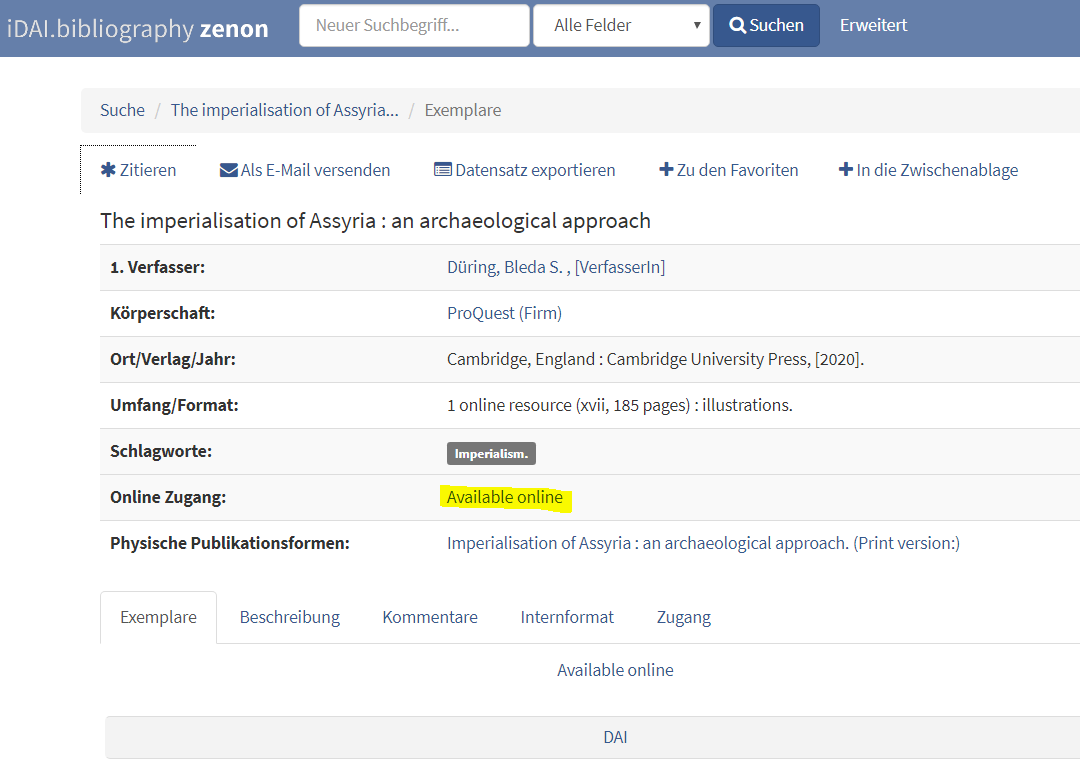 iDAI.bibliography zenon Neuer Suchbegriff... Alle Felder Suchen Erweitert
Suche / The imperialisation of Assyria... / Exemplare
Zitieren Als E-Mail versenden Datensatz exportieren Zu den Favoriten In die Zwischenablage
The imperialisation of Assyria : an archaeological approach
1. Verfasser: Düring, Bleda S. , [VerfasserIn]
Körperschaft: ProQuest (Firm)
Ort/Verlag/Jahr: Cambridge, England : Cambridge University Press, [2020].
Umfang/Format: 1 online resource (xvii, 185 pages) : illustrations.
Schlagworte: Imperialism.
Online Zugang: Available online
Physische Publikationsformen: Imperialisation of Assyria : an archaeological approach. (Print version:)
Exemplare Beschreibung Kommentare Internformat Zugang
Available online
DAI